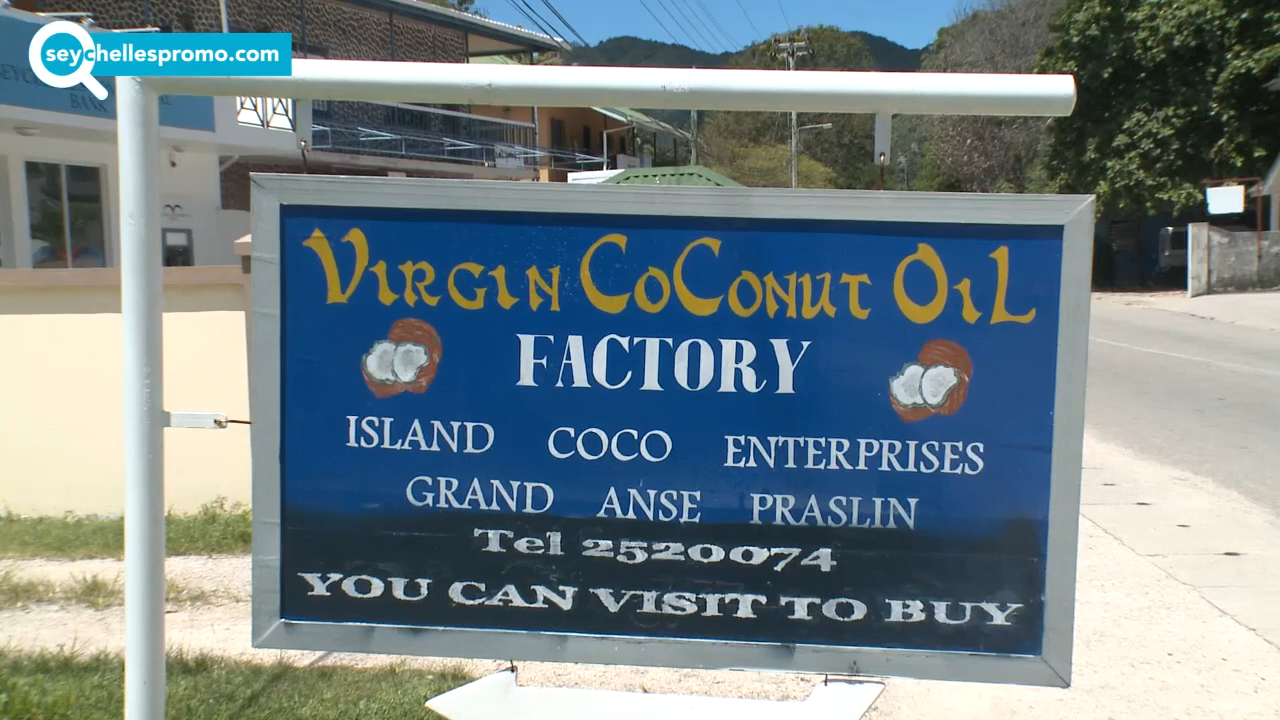 seychellespromo.com
BANK
VIRGIN COCONUT OIL
FACTORY
ISLAND COCO ENTERPRISES
GRAND ANSE PRASLIN
Tel 2520074
YOU CAN VISIT TO BUY